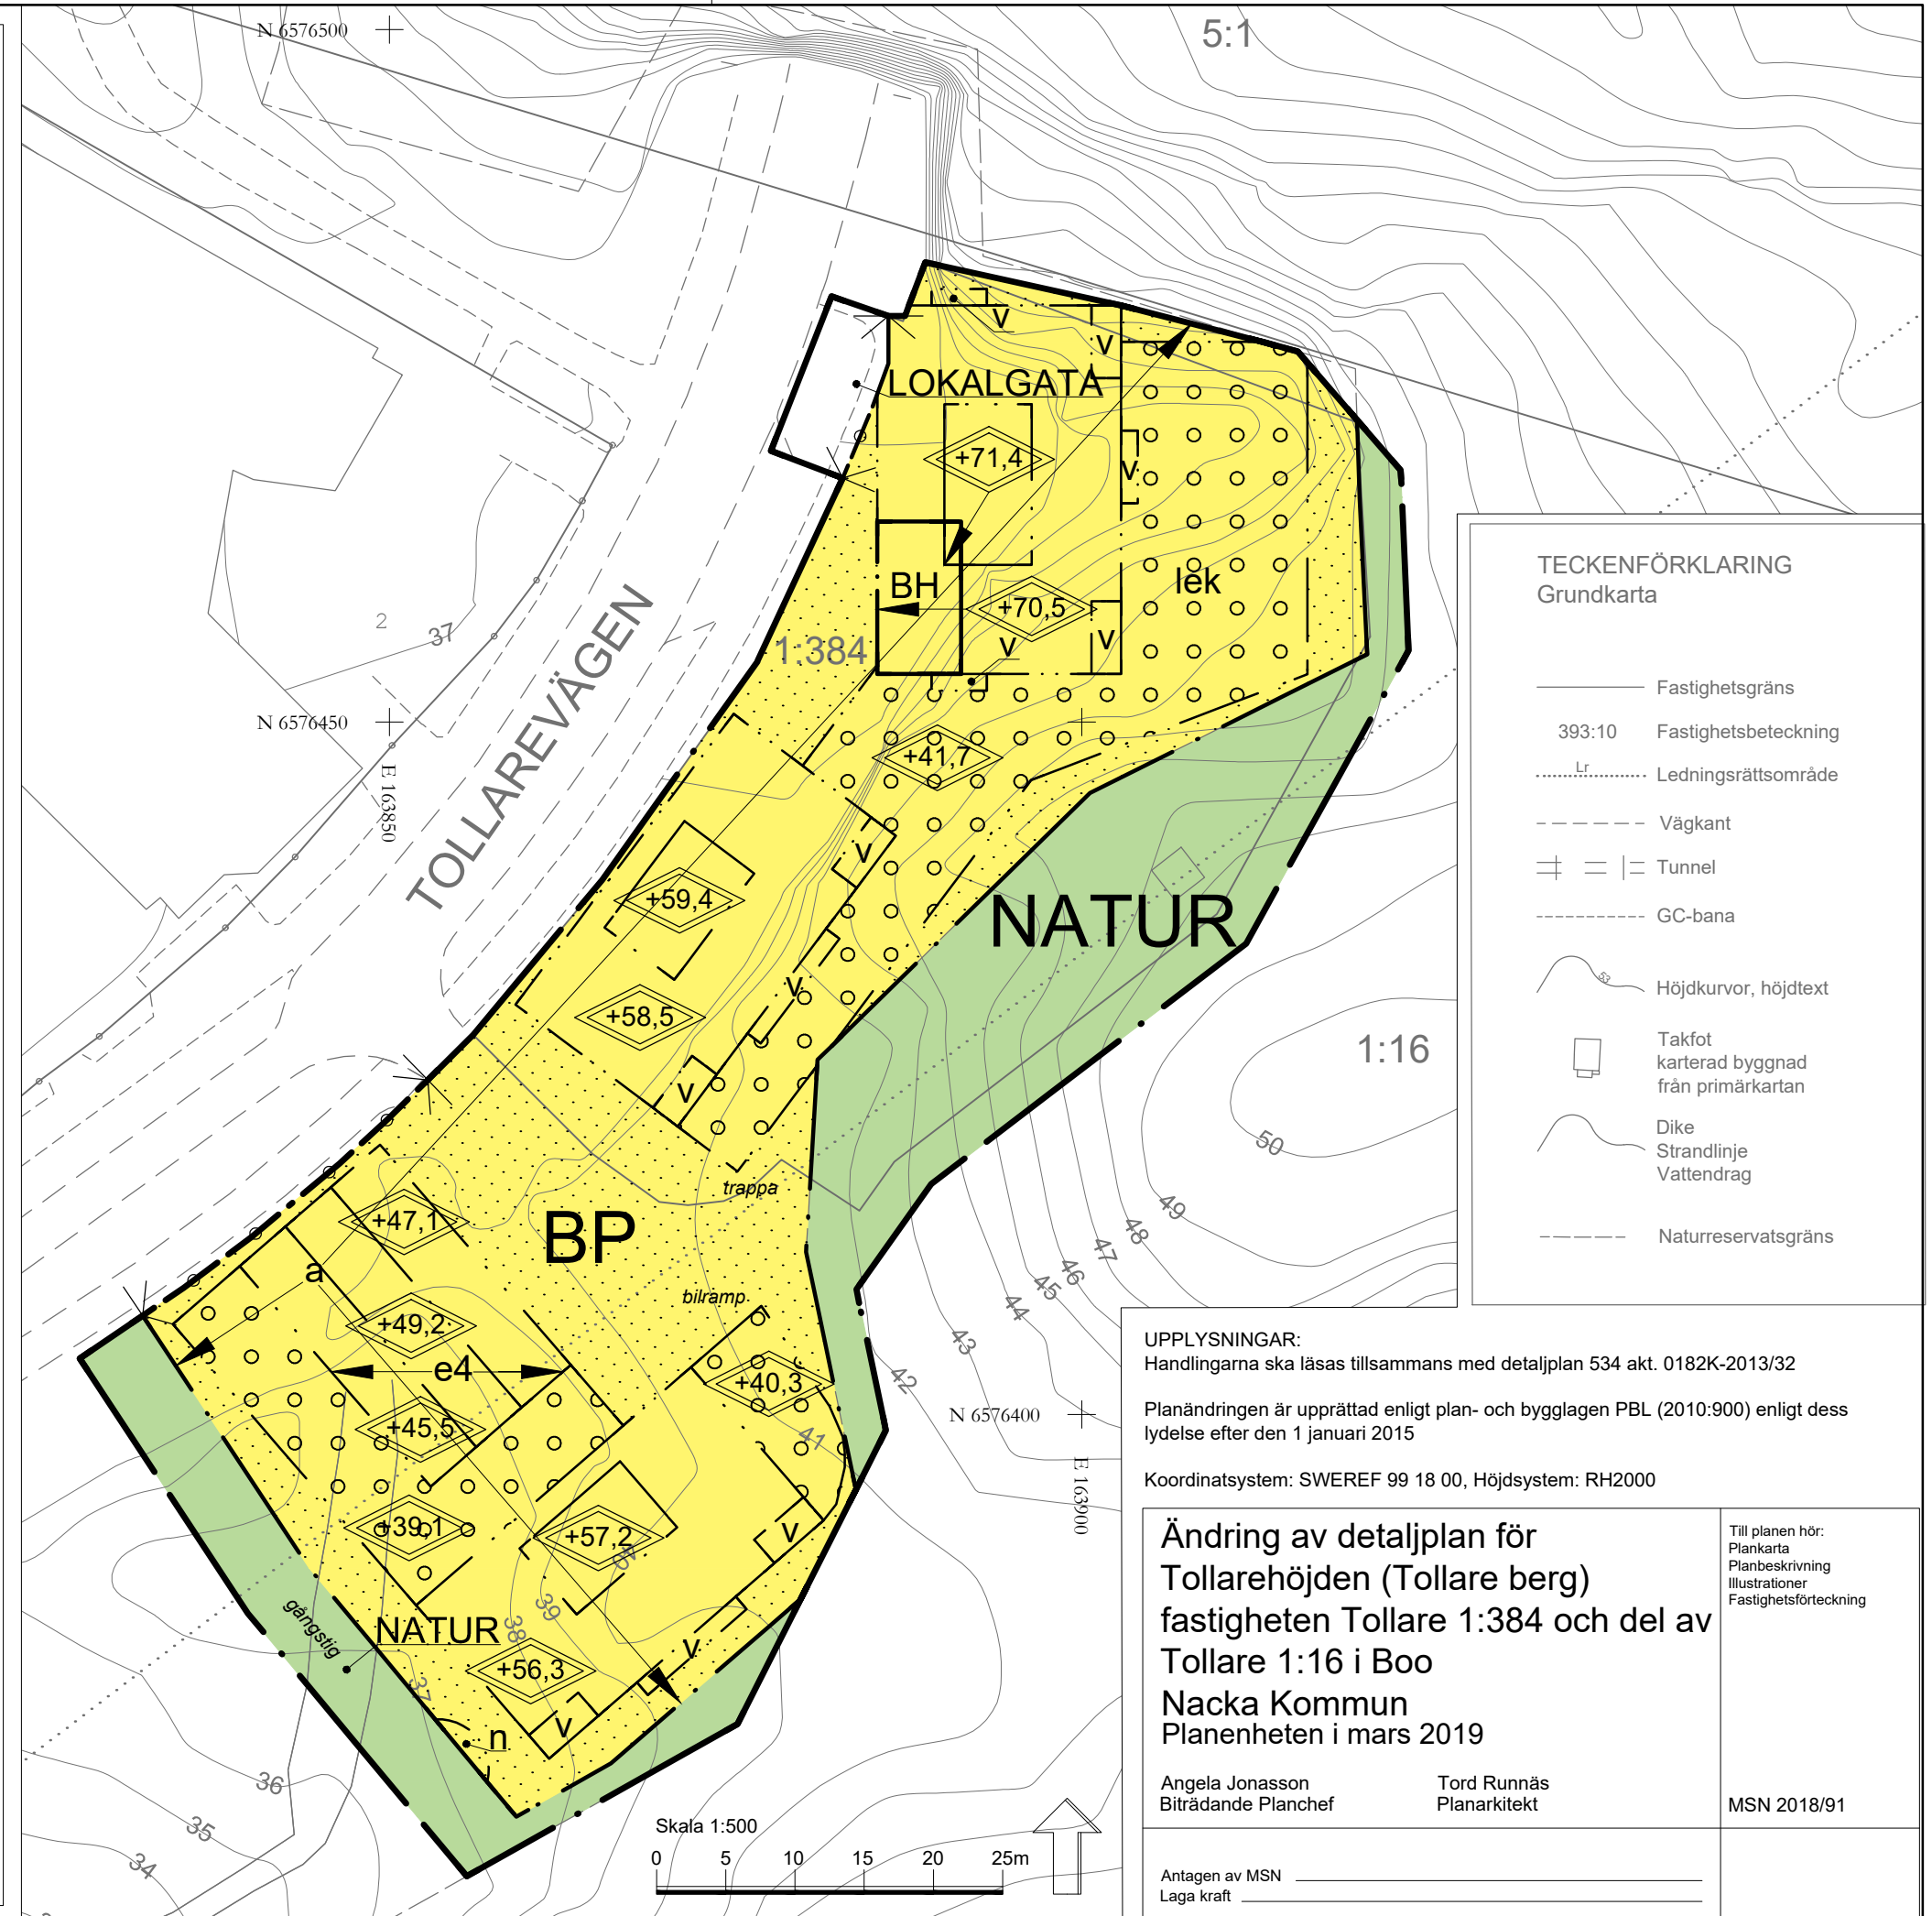 N 6576500
5:1
LOKALGATA
v
v
+71,4
v
BH
lek
+70,5
v
v
1:384
2
37
TOLLAREVÄGEN
N 6576450
E 163850
+41,7
v
+59,4
NATUR
v
+58,5
v
1:16
trappa
50
49
48
47
46
45
44
43
42
41
+47,1
BP
a
bilramp
+49,2
e4
+40,3
+45,5
N 6576400
E 163900
+39,1
+57,2
v
39
38
37
gångstig
NATUR
+56,3
v
v
n
36
35
34
Skala 1:500
0 5 10 15 20 25m
TECKENFÖRKLARING
Grundkarta
Fastighetsgräns
393:10 Fastighetsbeteckning
Lr Ledningsrättsområde
Vägkant
Tunnel
GC-bana
53 Höjdkurvor, höjdtext
Takfot
karterad byggnad
från primärkartan
Dike
Strandlinje
Vattendrag
Naturreservatsgräns
UPPLYSNINGAR:
Handlingarna ska läsas tillsammans med detaljplan 534 akt. 0182K-2013/32
Planändringen är upprättad enligt plan- och bygglagen PBL (2010:900) enligt dess
lydelse efter den 1 januari 2015
Koordinatsystem: SWEREF 99 18 00, Höjdsystem: RH2000
Ändring av detaljplan för
Tollarehöjden (Tollare berg)
fastigheten Tollare 1:384 och del av
Tollare 1:16 i Boo
Nacka Kommun
Planenheten i mars 2019
Angela Jonasson
Biträdande Planchef
Tord Runnäs
Planarkitekt
Till planen hör:
Plankarta
Planbeskrivning
Illustrationer
Fastighetsförteckning
MSN 2018/91
Antagen av MSN
Laga kraft